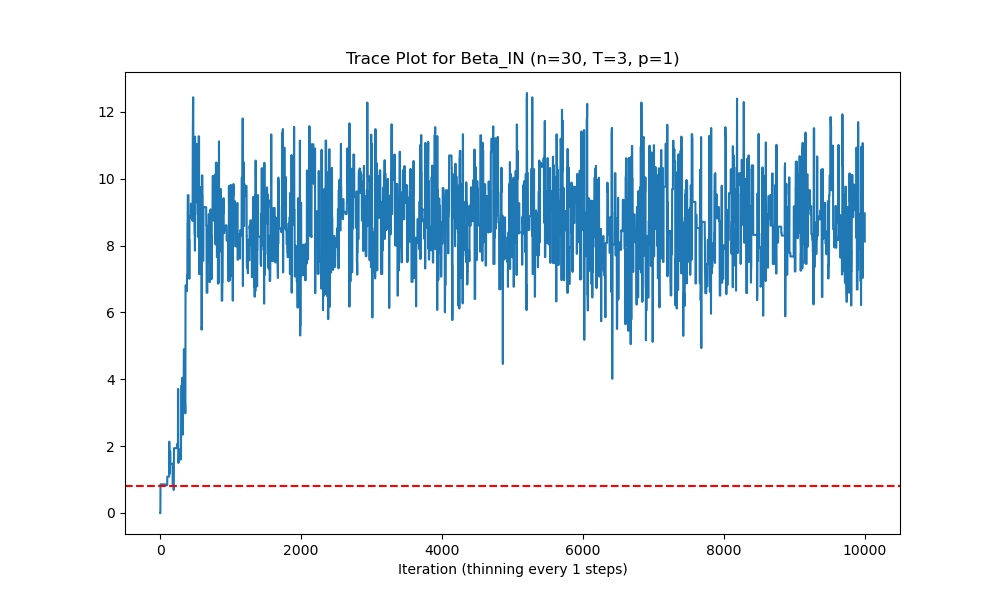 Trace Plot for Beta_IN (n=30, T=3, p=1)
12
10
8
6
4
2
0
0 2000 4000 6000 8000 10000
Iteration (thinning every 1 steps)